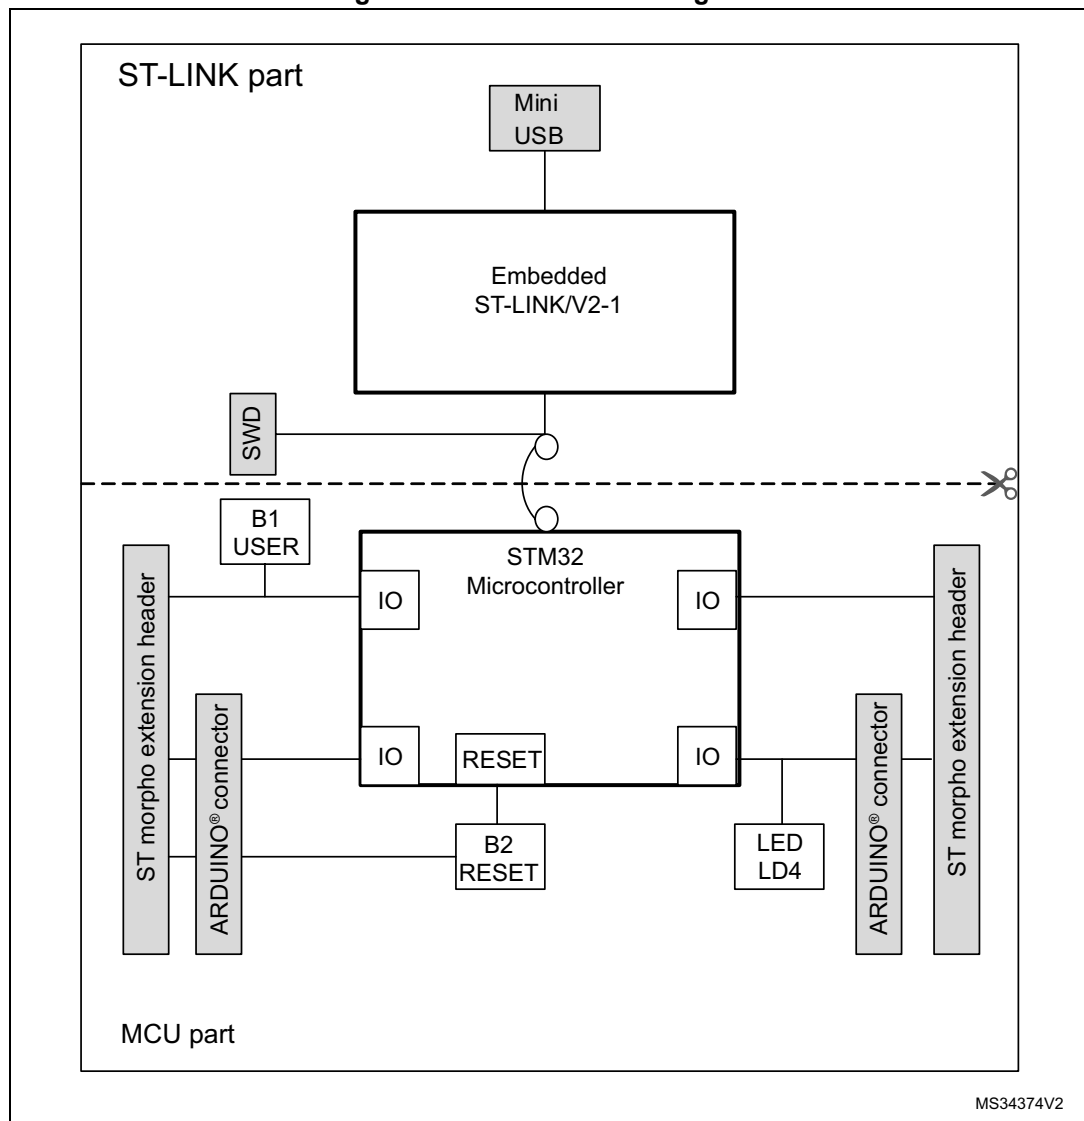 ST-LINK part
Mini
USB
Embedded
ST-LINK/V2-1
SWD
B1
USER
STM32
Microcontroller
IO
IO
ST morpho extension header
ST morpho extension header
ARDUINO® connector
IO
RESET
IO
ARDUINO® connector
B2
RESET
LED
LD4
MCU part
MS34374V2